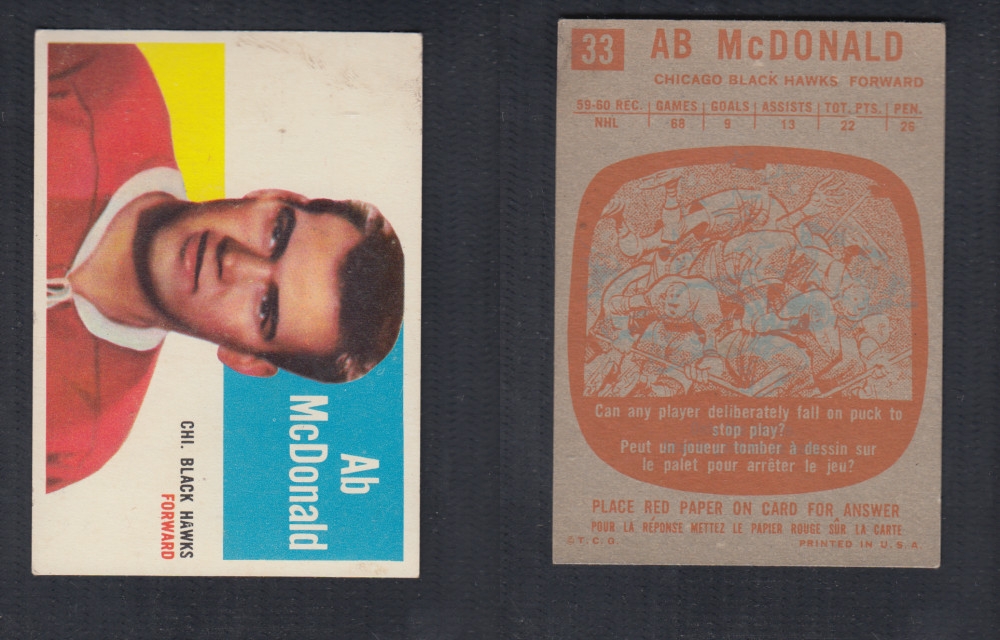 Ab
McDonald
CHI. BLACK HAWKS
FORWARD
33
AB McDONALD
CHICAGO BLACK HAWKS FORWARD
59-60 REC. GAMES GOALS ASSISTS TOT. PTS. PEN.
NHL 68 9 13 22 26
Can any player deliberately fall on puck to
stop play?
Peut un joueur tomber à dessin sur
le palet pour arrêter le jeu?
PLACE RED PAPER ON CARD FOR ANSWER
POUR LA RÉPONSE METTEZ LE PAPIER ROUGE SUR LA CARTE
T.C.G. PRINTED IN U.S.A.